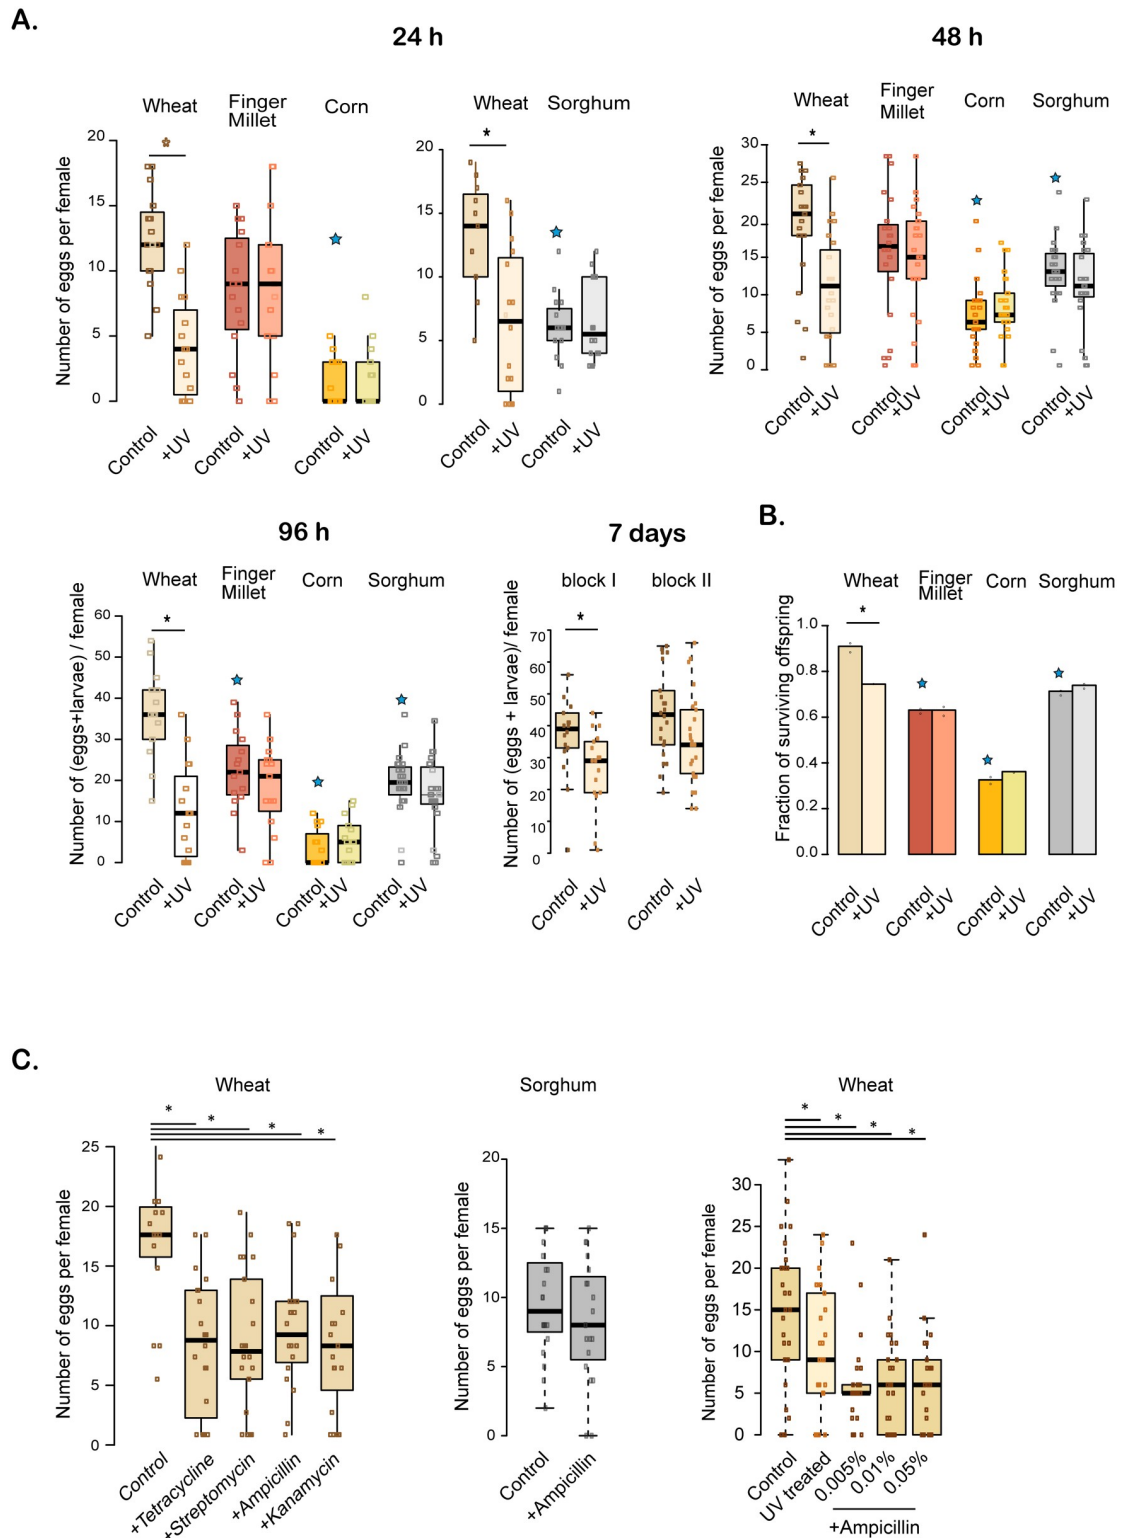 A.
24 h
48 h
Wheat
Finger
Millet
Corn
Wheat
Sorghum
Wheat
Finger
Millet
Corn
Sorghum
Number of eggs per female
20
15
10
5
0
*
Control
+UV
Control
+UV
Control
+UV
Number of eggs per female
20
15
10
5
0
*
Control
+UV
Control
+UV
Number of eggs per female
30
25
20
15
10
5
0
*
Control
+UV
Control
+UV
Control
+UV
Control
+UV
96 h
7 days
Wheat
Finger
Millet
Corn
Sorghum
Number of (eggs+larvae) / female
60
50
40
30
20
10
0
*
Control
+UV
Control
+UV
Control
+UV
Control
+UV
block I
block II
Number of (eggs + larvae)/ female
70
60
50
40
30
20
10
0
*
Control
+UV
Control
+UV
B.
Wheat
Finger
Millet
Corn
Sorghum
Fraction of surviving offspring
1.0
0.8
0.6
0.4
0.2
0.0
*
Control
+UV
Control
+UV
Control
+UV
Control
+UV
C.
Wheat
Number of eggs per female
25
20
15
10
5
0
* * * *
Control
+Tetracycline
+Streptomycin
+Ampicillin
+Kanamycin
Sorghum
Number of eggs per female
20
15
10
5
0
Control
+Ampicillin
Wheat
Number of eggs per female
30
25
20
15
10
5
0
* * * *
Control
UV treated
0.005%
0.01%
0.05%
+Ampicillin